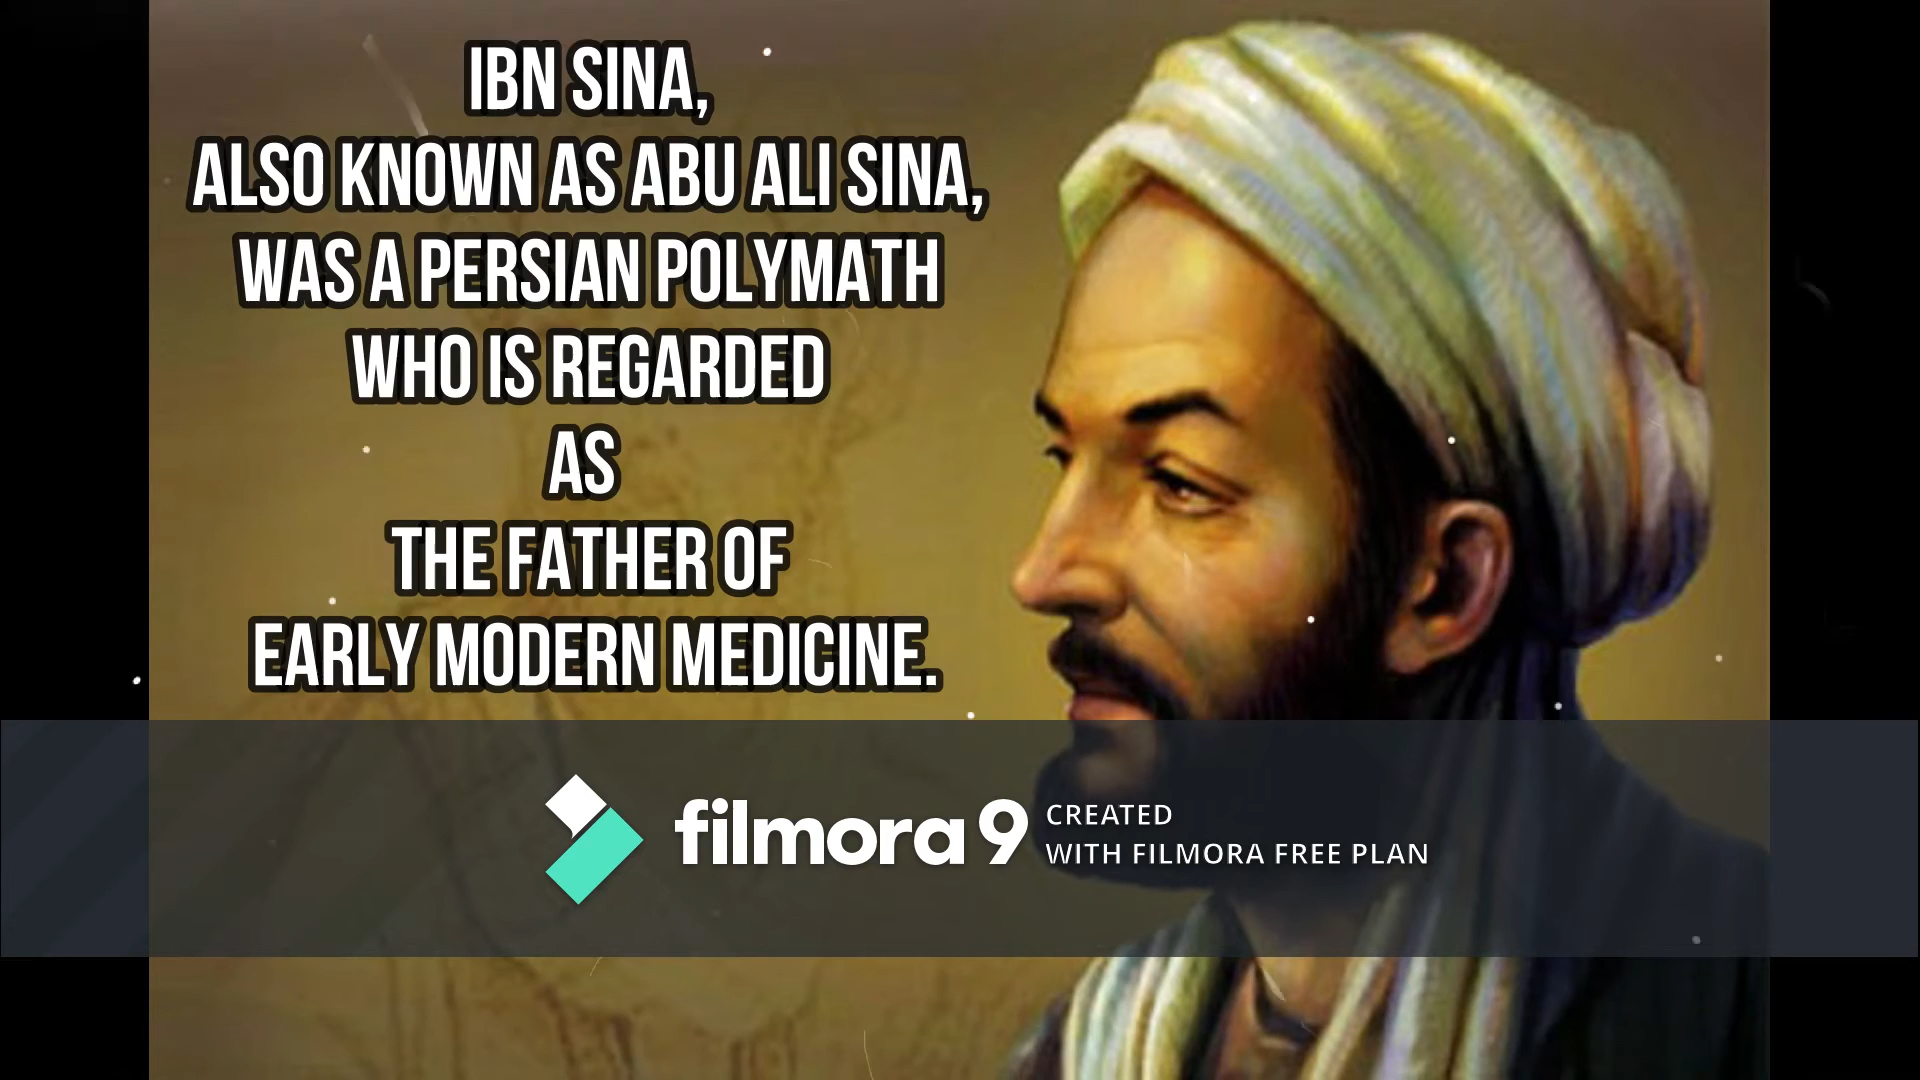 IBN SINA,
ALSO KNOWN AS ABU ALI SINA,
WAS A PERSIAN POLYMATH
WHO IS REGARDED
AS
THE FATHER OF
EARLY MODERN MEDICINE.
filmora 9
CREATED
WITH FILMORA FREE PLAN